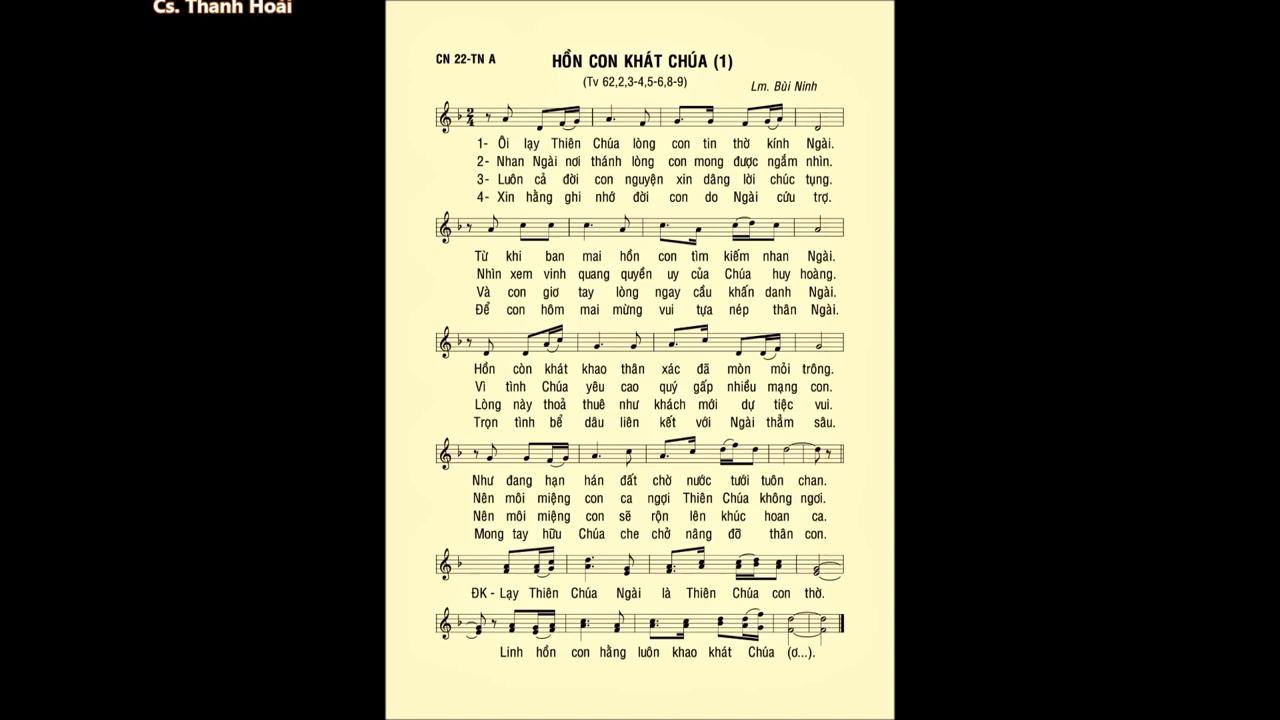 Cs. Thanh Hoài
CN 22-TN A
HỒN CON KHÁT CHÚA (1)
(Tv 62,2,3-4,5-6,8-9)
Lm. Bùi Ninh
1- Ôi lạy Thiên Chúa lòng con tin thờ kính Ngài.
2- Nhan Ngài nơi thánh lòng con mong được ngắm nhìn.
3- Luôn cả đời con nguyện xin dâng lời chúc tụng.
4- Xin hằng ghi nhớ đời con do Ngài cứu trợ.
Từ khi ban mai hồn con tìm kiếm nhan Ngài.
Nhìn xem vinh quang quyền uy của Chúa huy hoàng.
Và con giơ tay lòng ngay cầu khấn danh Ngài.
Để con hôm mai mừng vui tựa nép thân Ngài.
Hồn còn khát khao thân xác đã mòn mỏi trông.
Vì tình Chúa yêu cao quý gấp nhiều mạng con.
Lòng này thoả thuê như khách mới dự tiệc vui.
Trọn tình bể dâu liên kết với Ngài thẳm sâu.
Như đang hạn hán đất chờ nước tưới tuôn chan.
Nên môi miệng con ca ngợi Thiên Chúa không ngơi.
Nên môi miệng con sẽ rộn lên khúc hoan ca.
Mong tay hữu Chúa che chở nâng đỡ thân con.
ĐK - Lạy Thiên Chúa Ngài là Thiên Chúa con thờ.
Linh hồn con hằng luôn khao khát Chúa (ơ...).